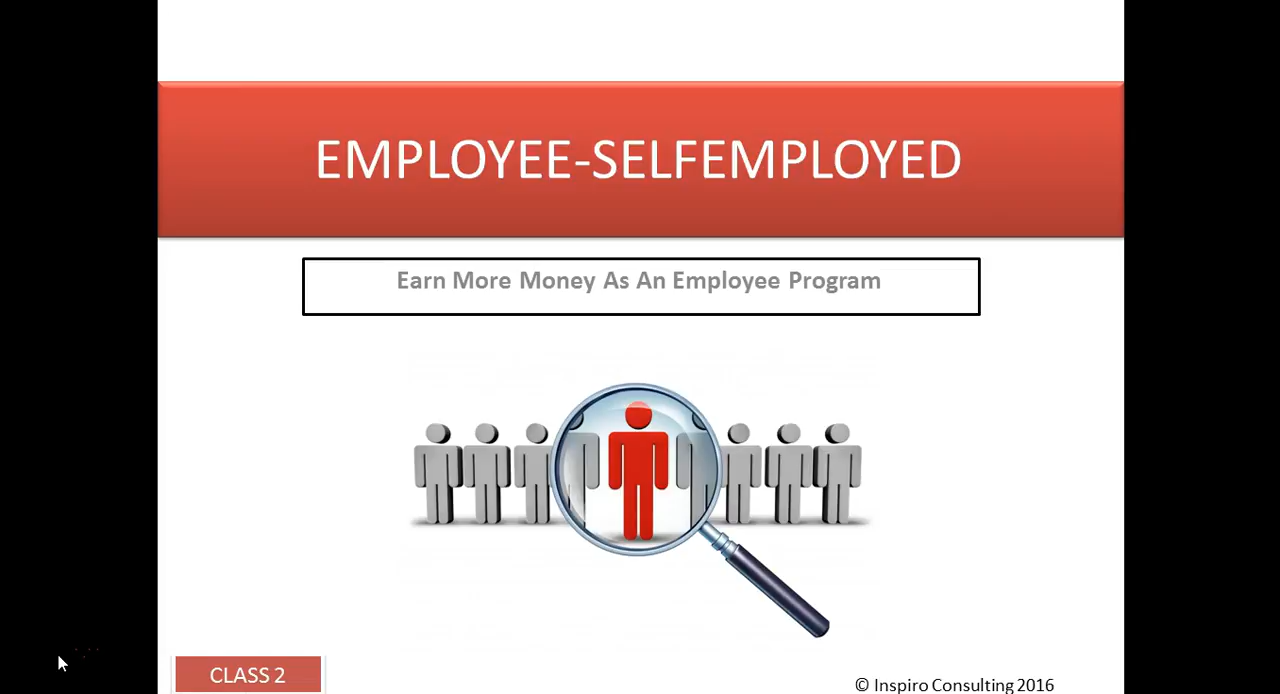 EMPLOYEE-SELFEMPLOYED
Earn More Money As An Employee Program
CLASS 2
© Inspiro Consulting 2016